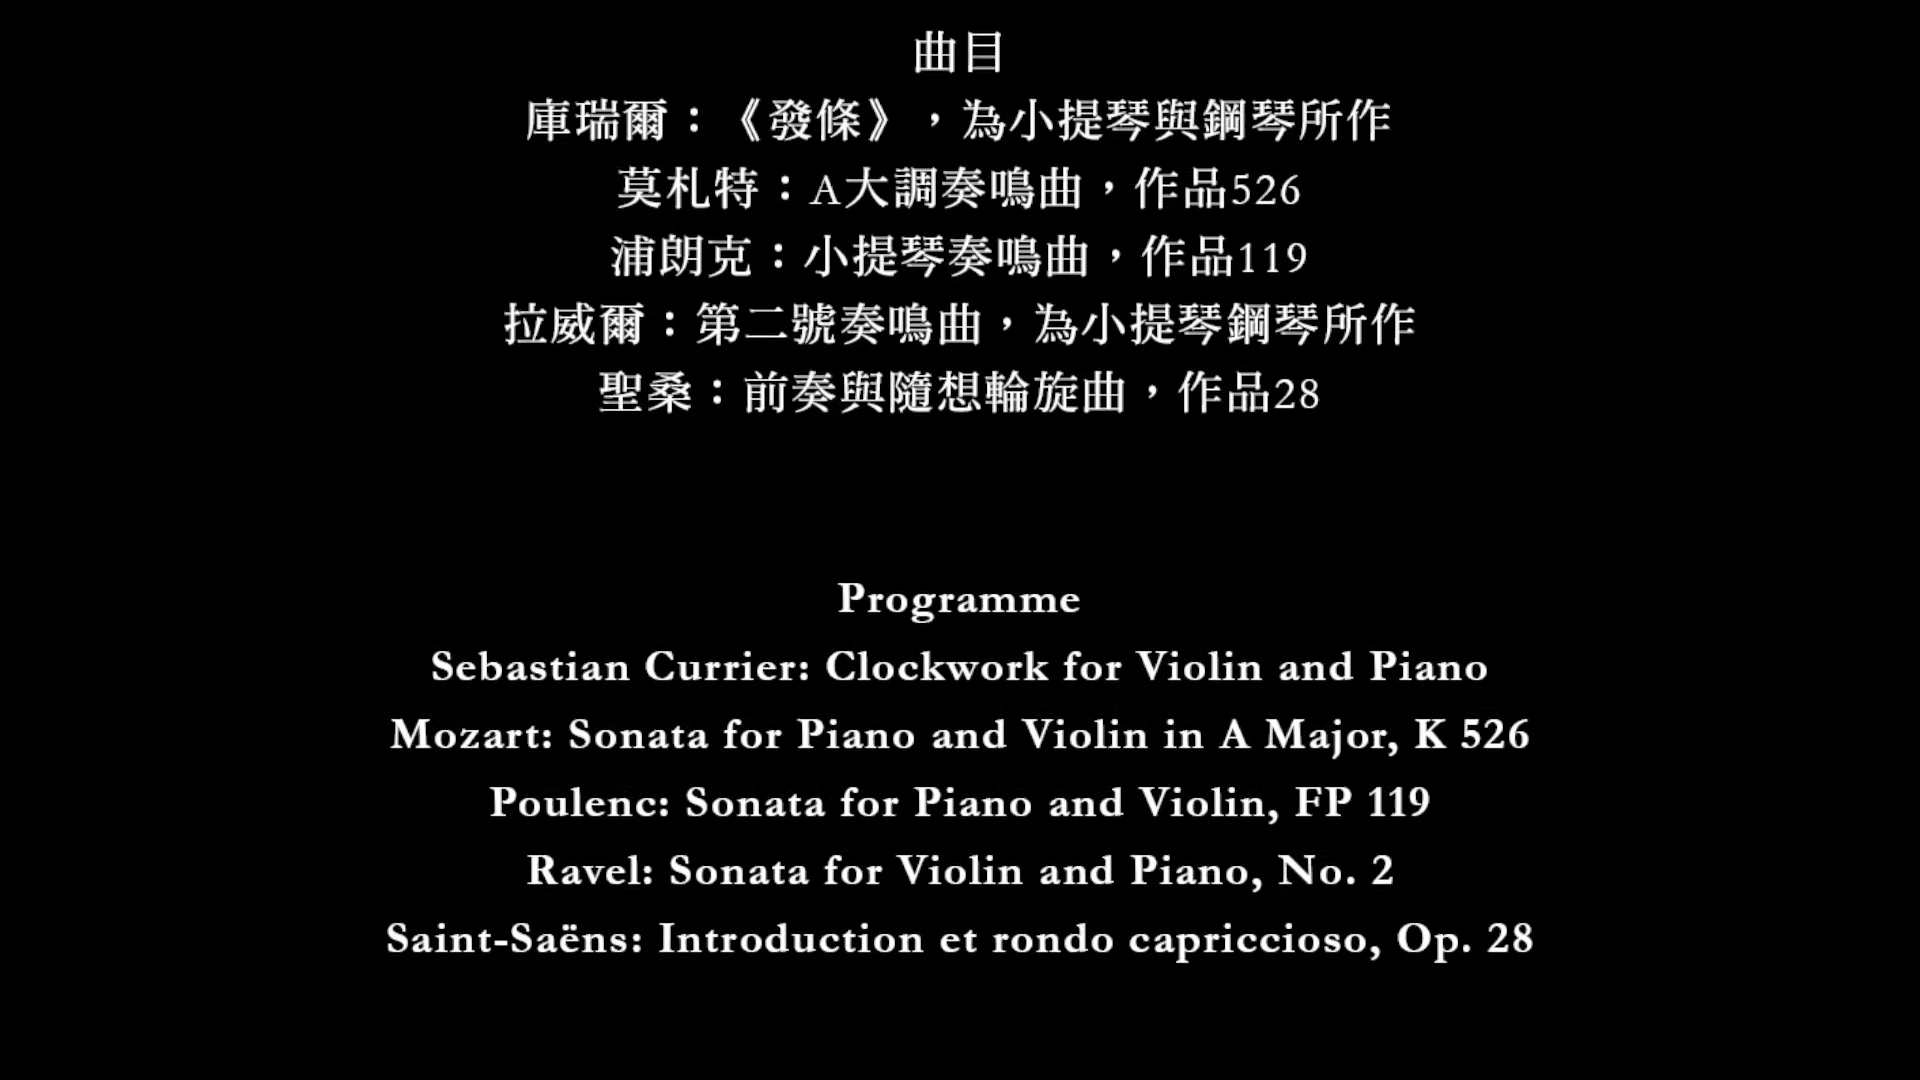 曲目
庫瑞爾：《發條》，為小提琴與鋼琴所作
莫札特：A大調奏鳴曲，作品526
浦朗克：小提琴奏鳴曲，作品119
拉威爾：第二號奏鳴曲，為小提琴鋼琴所作
聖桑：前奏與隨想輪旋曲，作品28
Programme
Sebastian Currier: Clockwork for Violin and Piano
Mozart: Sonata for Piano and Violin in A Major, K 526
Poulenc: Sonata for Piano and Violin, FP 119
Ravel: Sonata for Violin and Piano, No. 2
Saint-Saëns: Introduction et rondo capriccioso, Op. 28